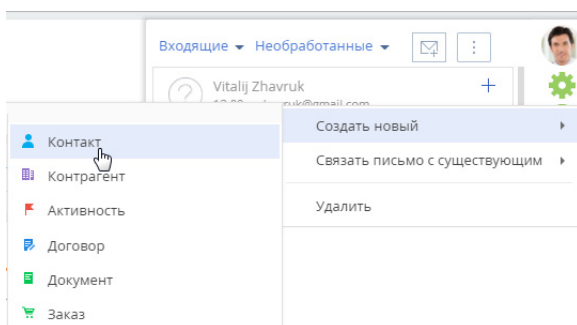 Входящие Необработанные
Vitalij Zhavruk
Создать новый
Связать письмо с существующим
Удалить
Контакт
Контрагент
Активность
Договор
Документ
Заказ